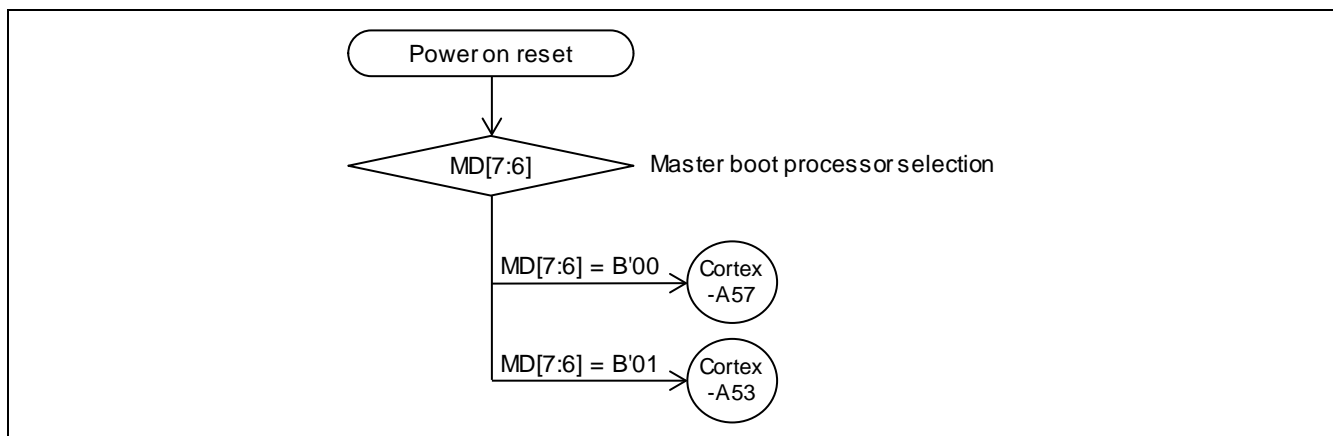 Power on reset
MD[7:6]
Master boot processor selection
MD[7:6] = B'00
Cortex
-A57
MD[7:6] = B'01
Cortex
-A53